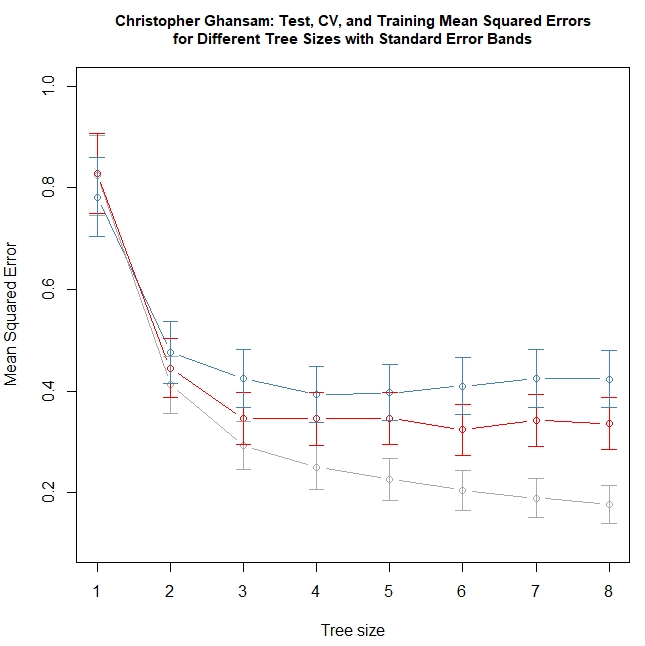 Christopher Ghansam: Test, CV, and Training Mean Squared Errors
for Different Tree Sizes with Standard Error Bands
Mean Squared Error
1.0
0.8
0.6
0.4
0.2
1 2 3 4 5 6 7 8
Tree size